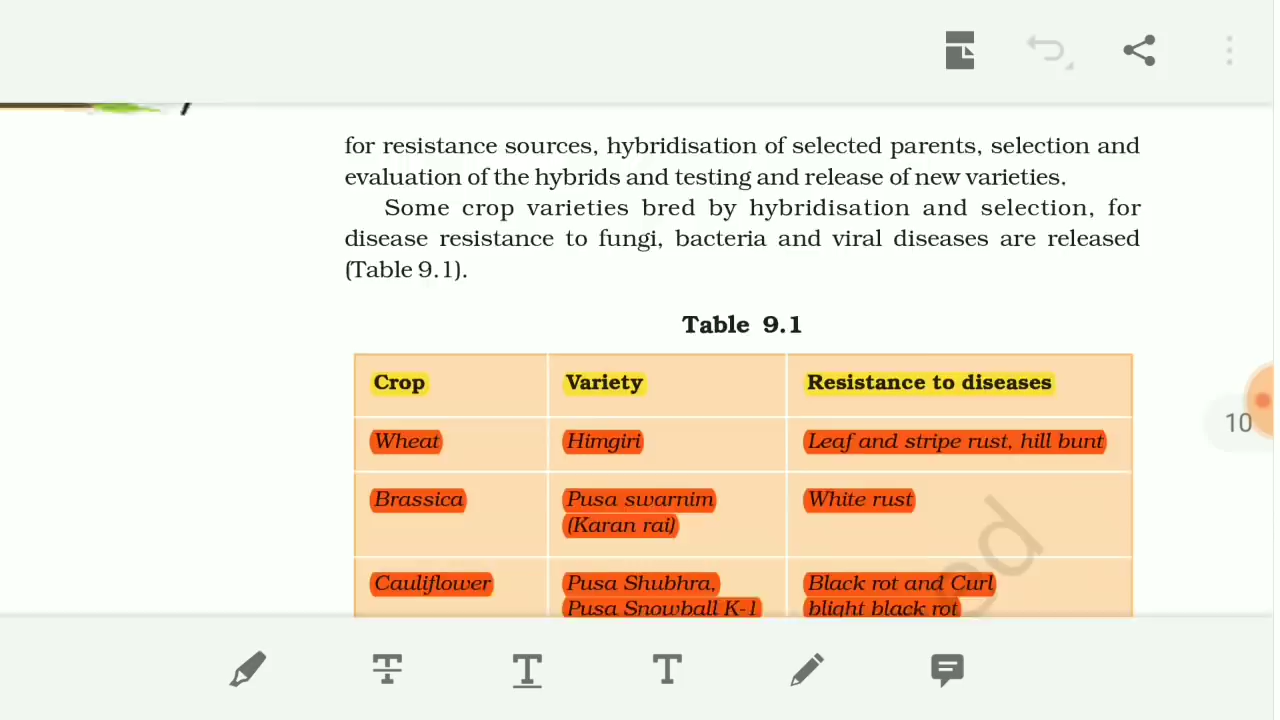 for resistance sources, hybridisation of selected parents, selection and
evaluation of the hybrids and testing and release of new varieties.
Some crop varieties bred by hybridisation and selection, for
disease resistance to fungi, bacteria and viral diseases are released
(Table 9.1).
Table 9.1
Crop Variety Resistance to diseases
Wheat Himgiri Leaf and stripe rust, hill bunt
Brassica Pusa swarnim White rust
(Karan rai)
Cauliflower Pusa Shubhra, Black rot and Curl
Pusa Snowball K-1 blight black rot
10